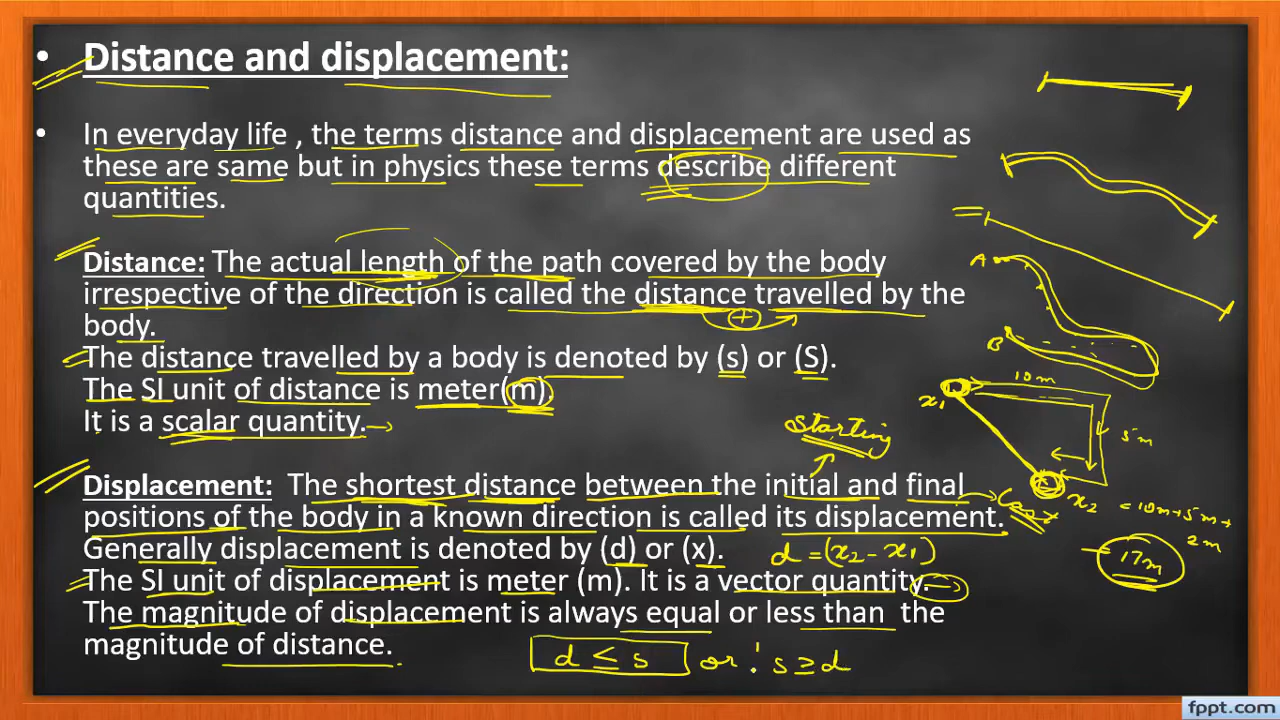 • Distance and displacement:
• In everyday life , the terms distance and displacement are used as
these are same but in physics these terms describe different
quantities.
Distance: The actual length of the path covered by the body
irrespective of the direction is called the distance travelled by the
body.
+
The distance travelled by a body is denoted by (s) or (S).
The SI unit of distance is meter(m).
It is a scalar quantity.
Starting
Displacement: The shortest distance between the initial and final
positions of the body in a known direction is called its displacement.
Generally displacement is denoted by (d) or (x).
d = (x2 - x1)
The SI unit of displacement is meter (m). It is a vector quantity.
The magnitude of displacement is always equal or less than the
magnitude of distance.
d ≤ s or s ≥ d
A
B
10 m
x1
5 m
x2
= 10m + 5m +
2m
17m
fppt.com